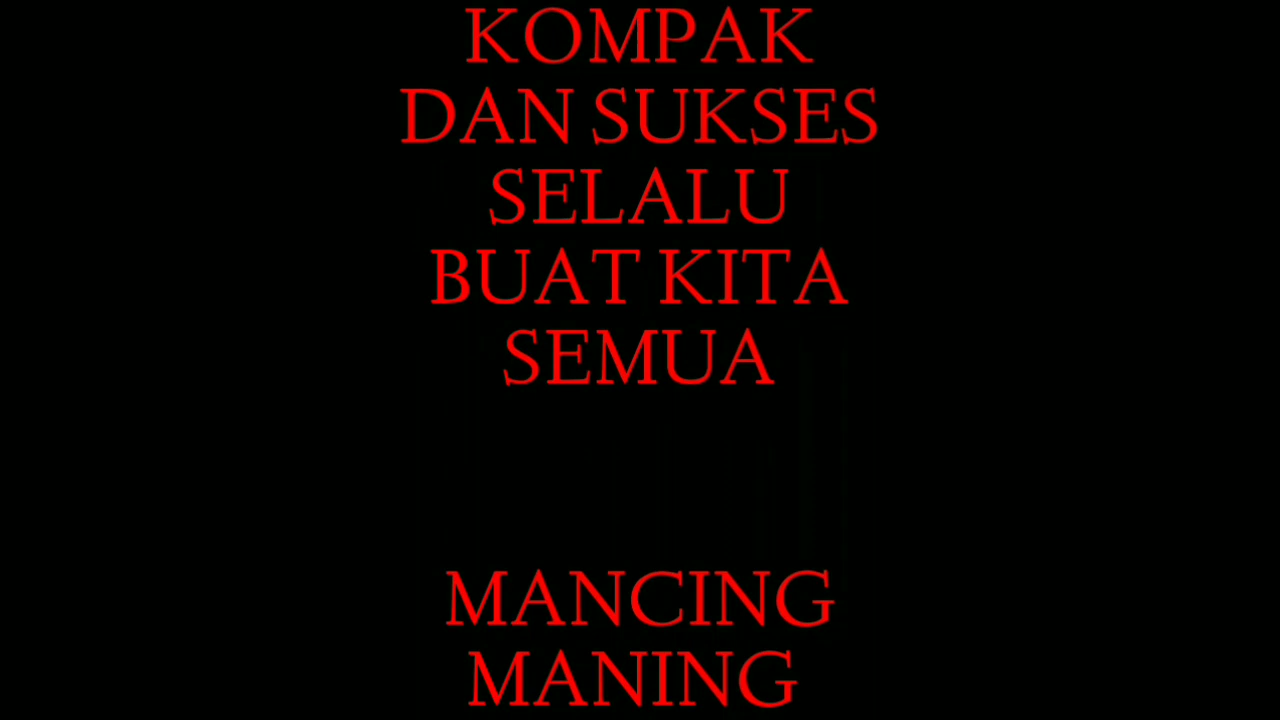 KOMPAK
DAN SUKSES
SELALU
BUAT KITA
SEMUA
MANCING
MANING